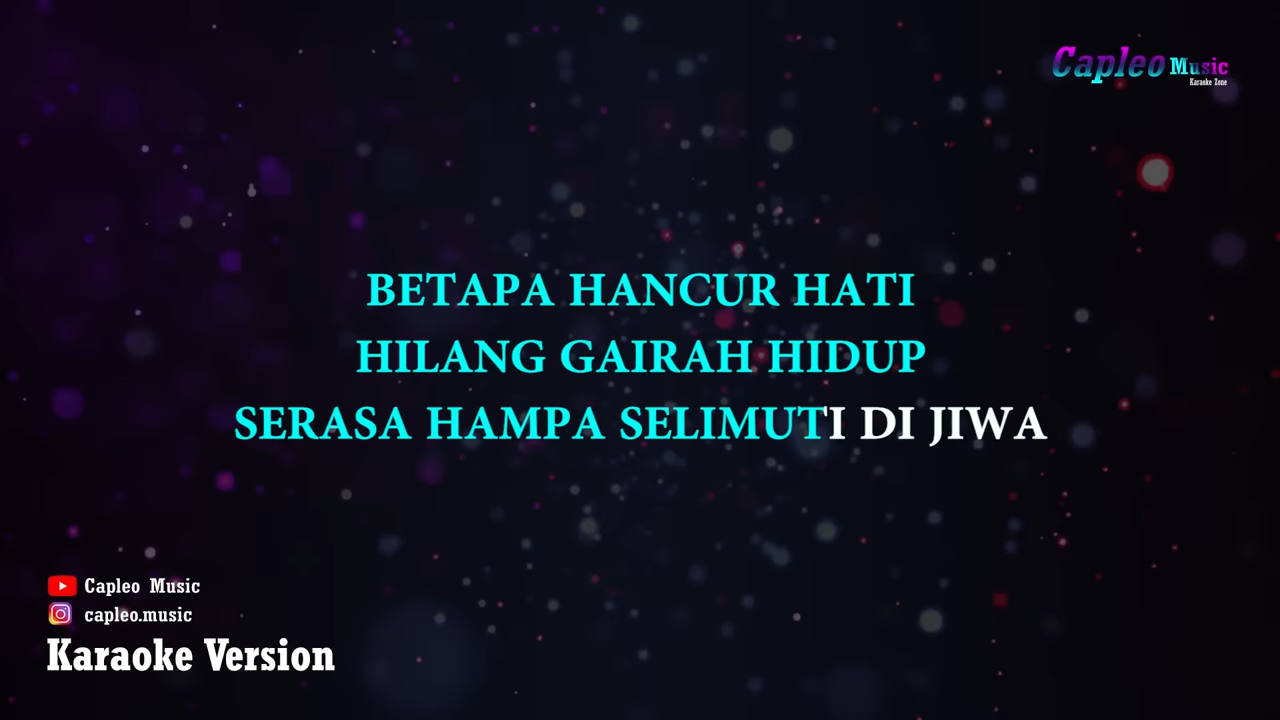 Capleo Music
Karaoke Zone
BETAPA HANCUR HATI
HILANG GAIRAH HIDUP
SERASA HAMPA SELIMUTI DI JIWA
Capleo Music
capleo.music
Karaoke Version